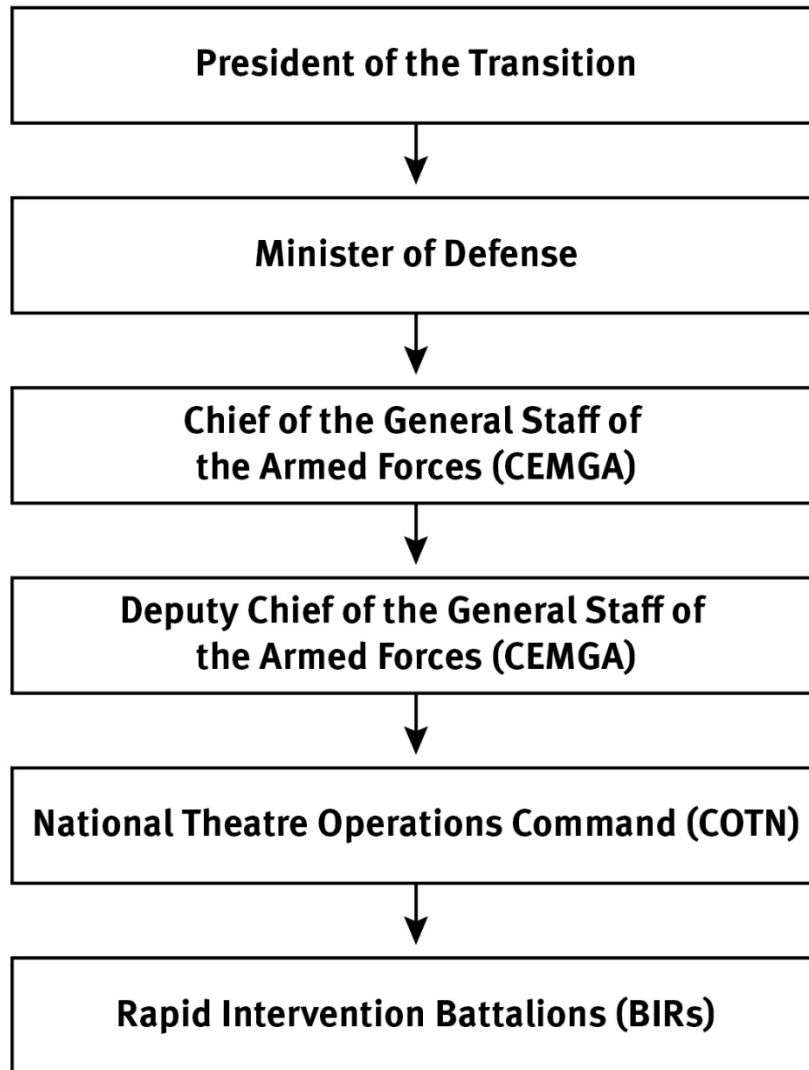 President of the Transition
Minister of Defense
Chief of the General Staff of
the Armed Forces (CEMGA)
Deputy Chief of the General Staff of
the Armed Forces (CEMGA)
National Theatre Operations Command (COTN)
Rapid Intervention Battalions (BIRs)